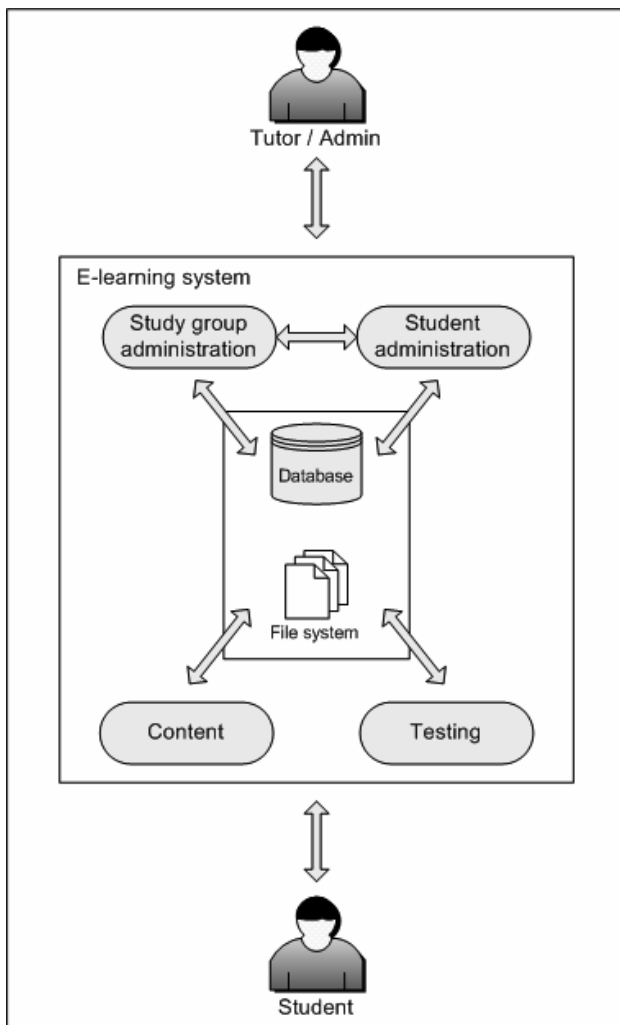 Tutor / Admin
E-learning system
Study group
administration
Student
administration
Database
File system
Content
Testing
Student